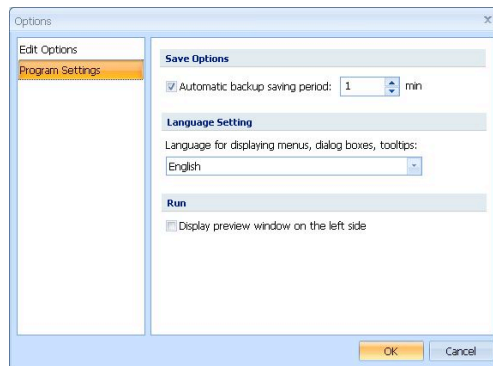 Options
Edit Options
Program Settings
Save Options
Automatic backup saving period: 1 min
Language Setting
Language for displaying menus, dialog boxes, tooltips:
English
Run
Display preview window on the left side
OK Cancel